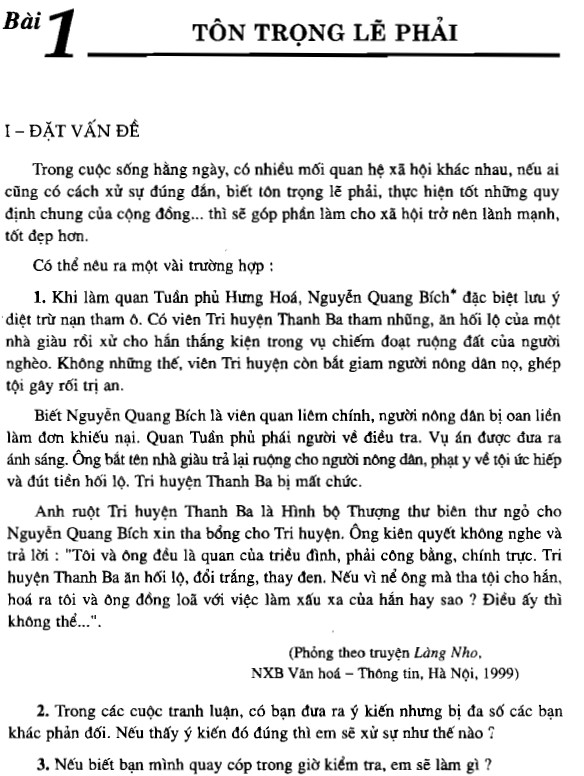 Bài 1 TÔN TRỌNG LẼ PHẢI
I – ĐẶT VẤN ĐỀ
Trong cuộc sống hằng ngày, có nhiều mối quan hệ xã hội khác nhau, nếu ai
cũng có cách xử sự đúng đắn, biết tôn trọng lẽ phải, thực hiện tốt những quy
định chung của cộng đồng... thì sẽ góp phần làm cho xã hội trở nên lành mạnh,
tốt đẹp hơn.
Có thể nêu ra một vài trường hợp :
1. Khi làm quan Tuần phủ Hưng Hoá, Nguyễn Quang Bích* đặc biệt lưu ý
diệt trừ nạn tham ô. Có viên Tri huyện Thanh Ba tham nhũng, ăn hối lộ của một
nhà giàu rồi xử cho hắn thắng kiện trong vụ chiếm đoạt ruộng đất của người
nghèo. Không những thế, viên Tri huyện còn bắt giam người nông dân nọ, ghép
tội gây rối trị an.
Biết Nguyễn Quang Bích là viên quan liêm chính, người nông dân bị oan liền
làm đơn khiếu nại. Quan Tuần phủ phái người về điều tra. Vụ án được đưa ra
ánh sáng. Ông bắt tên nhà giàu trả lại ruộng cho người nông dân, phạt y về tội ức hiếp
và đút tiền hối lộ. Tri huyện Thanh Ba bị mất chức.
Anh ruột Tri huyện Thanh Ba là Hình bộ Thượng thư biên thư ngỏ cho
Nguyễn Quang Bích xin tha bổng cho Tri huyện. Ông kiên quyết không nghe và
trả lời : "Tôi và ông đều là quan của triều đình, phải công bằng, chính trực. Tri
huyện Thanh Ba ăn hối lộ, đổi trắng, thay đen. Nếu vì nể ông mà tha tội cho hắn,
hoá ra tôi và ông đồng loã với việc làm xấu xa của hắn hay sao ? Điều ấy thì
không thể...".
(Phỏng theo truyện Làng Nho,
NXB Văn hoá – Thông tin, Hà Nội, 1999)
2. Trong các cuộc tranh luận, có bạn đưa ra ý kiến nhưng bị đa số các bạn
khác phản đối. Nếu thấy ý kiến đó đúng thì em sẽ xử sự như thế nào ?
3. Nếu biết bạn mình quay cóp trong giờ kiểm tra, em sẽ làm gì ?